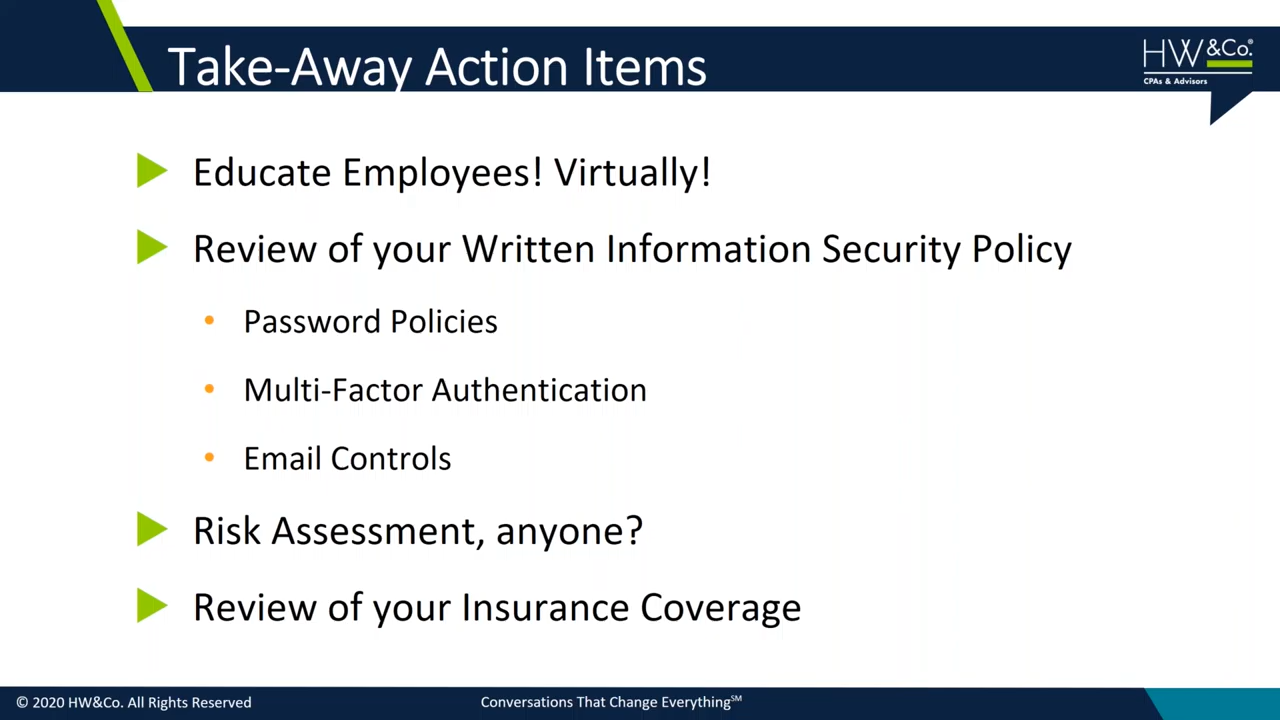 Take-Away Action Items
HW&Co.®
CPAs & Advisors
Educate Employees! Virtually!
Review of your Written Information Security Policy
• Password Policies
• Multi-Factor Authentication
• Email Controls
Risk Assessment, anyone?
Review of your Insurance Coverage
© 2020 HW&Co. All Rights Reserved
Conversations That Change Everything℠